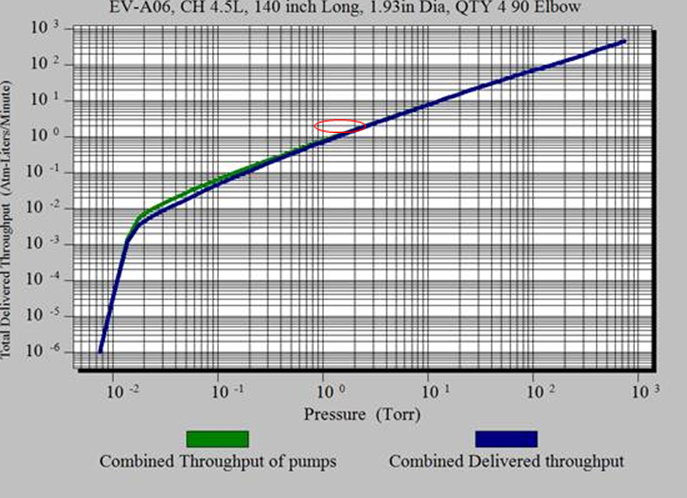 EV-A06, CH 4.5L, 140 inch Long, 1.93in Dia, QTY 4 90 Elbow
Total Delivered Throughput (Atm-Liters/Minute)
10 3
10 2
10 1
10 0
10 -1
10 -2
10 -3
10 -4
10 -5
10 -6
10 -2 10 -1 10 0 10 1 10 2 10 3
Pressure (Torr)
Combined Throughput of pumps Combined Delivered throughput